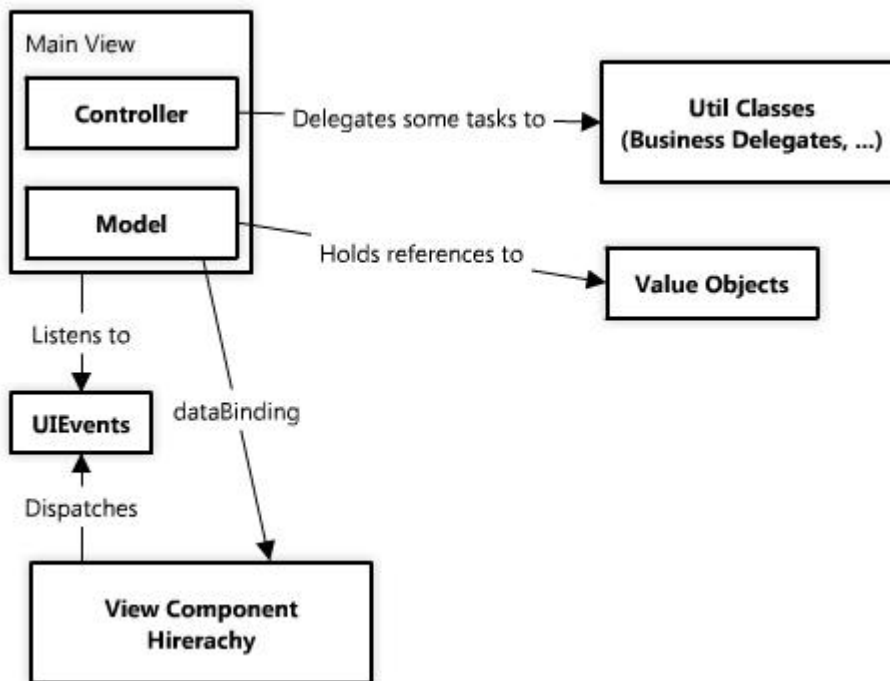 Main View
Controller
Delegates some tasks to
Util Classes
(Business Delegates, ...)
Model
Holds references to
Value Objects
Listens to
UIEvents
dataBinding
Dispatches
View Component
Hirerachy